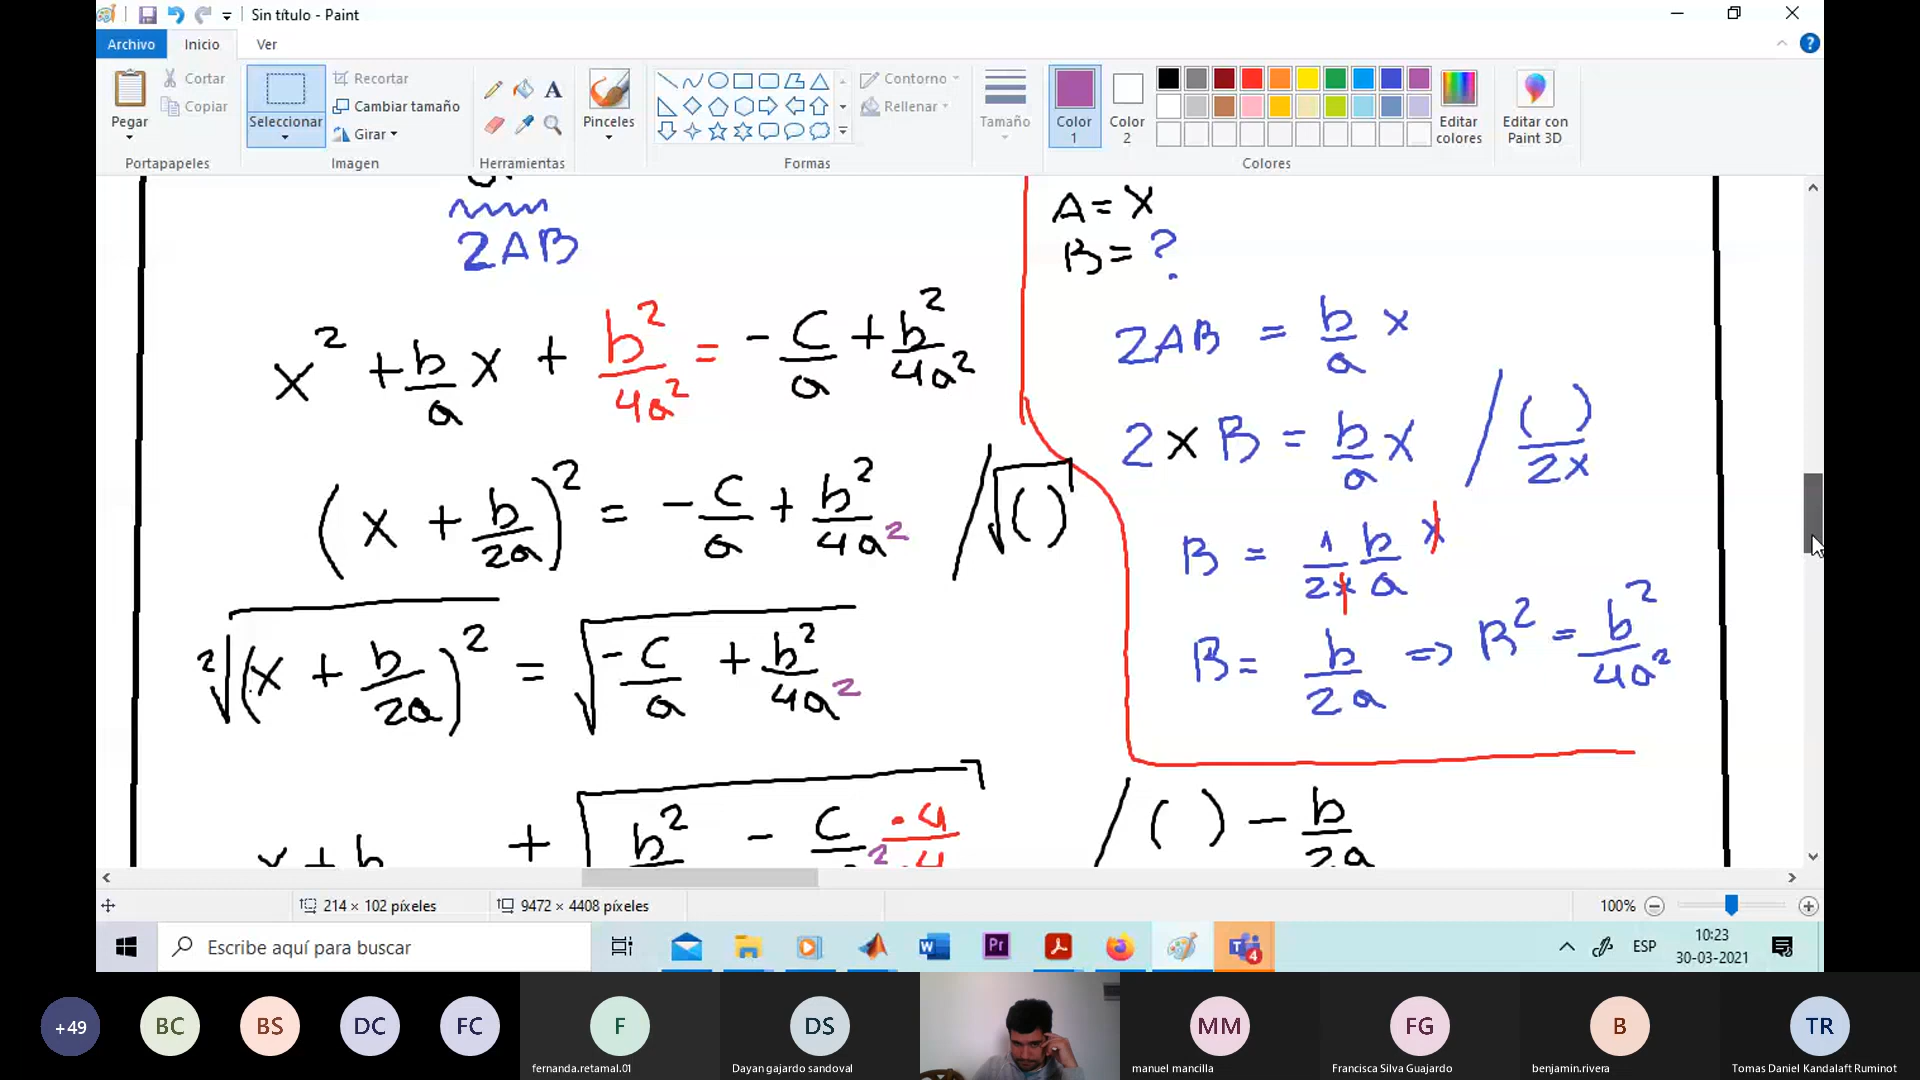 Sin título - Paint
Archivo Inicio Ver
Pegar
Cortar
Copiar
Portapapeles
Seleccionar
Recortar
Cambiar tamaño
Girar
Imagen
A
Herramientas
Pinceles
Contorno
Rellenar
Formas
Tamaño
Color 1
Color 2
Editar colores
Colores
Editar con Paint 3D
2AB
x² + b/a x + b²/4a² = - c/a + b²/4a²
(x + b/2a)² = - c/a + b²/4a² / √( )
²√(x + b/2a)² = √(-c/a + b²/4a²)
A = x
B = ?
2AB = b/a x
2xB = b/a x / ( )/2x
B = 1/2x b/a x
B = b/2a => B² = b²/4a²
/ ( ) - b/2a
214 × 102 píxeles
9472 × 4408 píxeles
100%
Escribe aquí para buscar
Pr
4
ESP
10:23
30-03-2021
+49
BC
BS
DC
FC
F
fernanda.retamal.01
DS
Dayan gajardo sandoval
MM
manuel mancilla
FG
Francisca Silva Guajardo
B
benjamin.rivera
TR
Tomas Daniel Kandalaft Ruminot